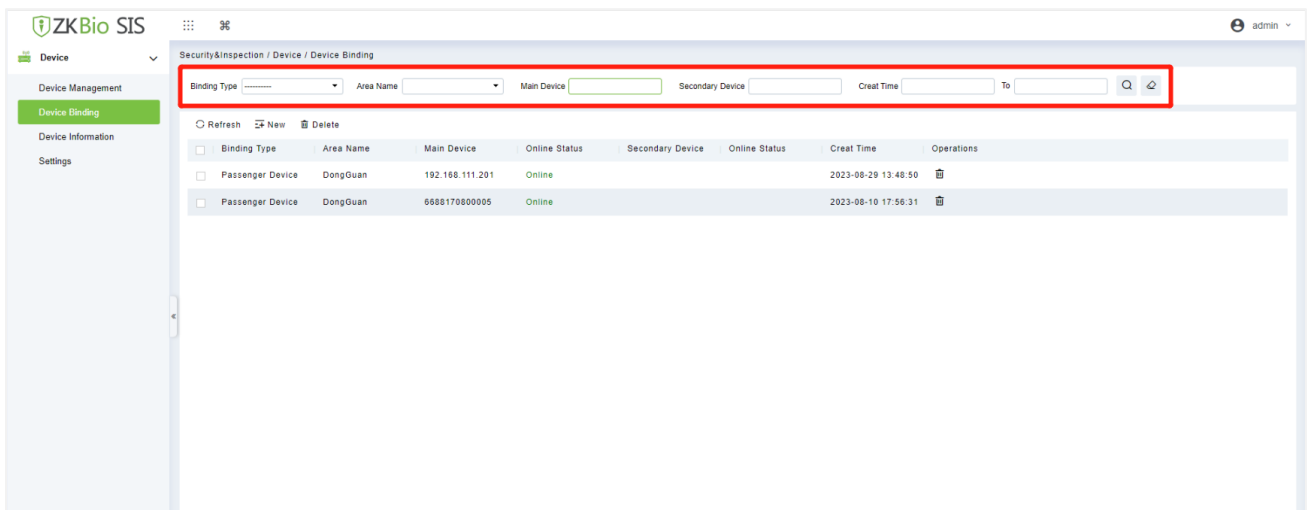 ZKBio SIS
admin
Device
Security&Inspection / Device / Device Binding
Device Management
Device Binding
Device Information
Settings
Binding Type ---------- Area Name Main Device Secondary Device Creat Time To
Refresh New Delete
Binding Type Area Name Main Device Online Status Secondary Device Online Status Creat Time Operations
Passenger Device DongGuan 192.168.111.201 Online 2023-08-29 13:48:50
Passenger Device DongGuan 6688170800005 Online 2023-08-10 17:56:31